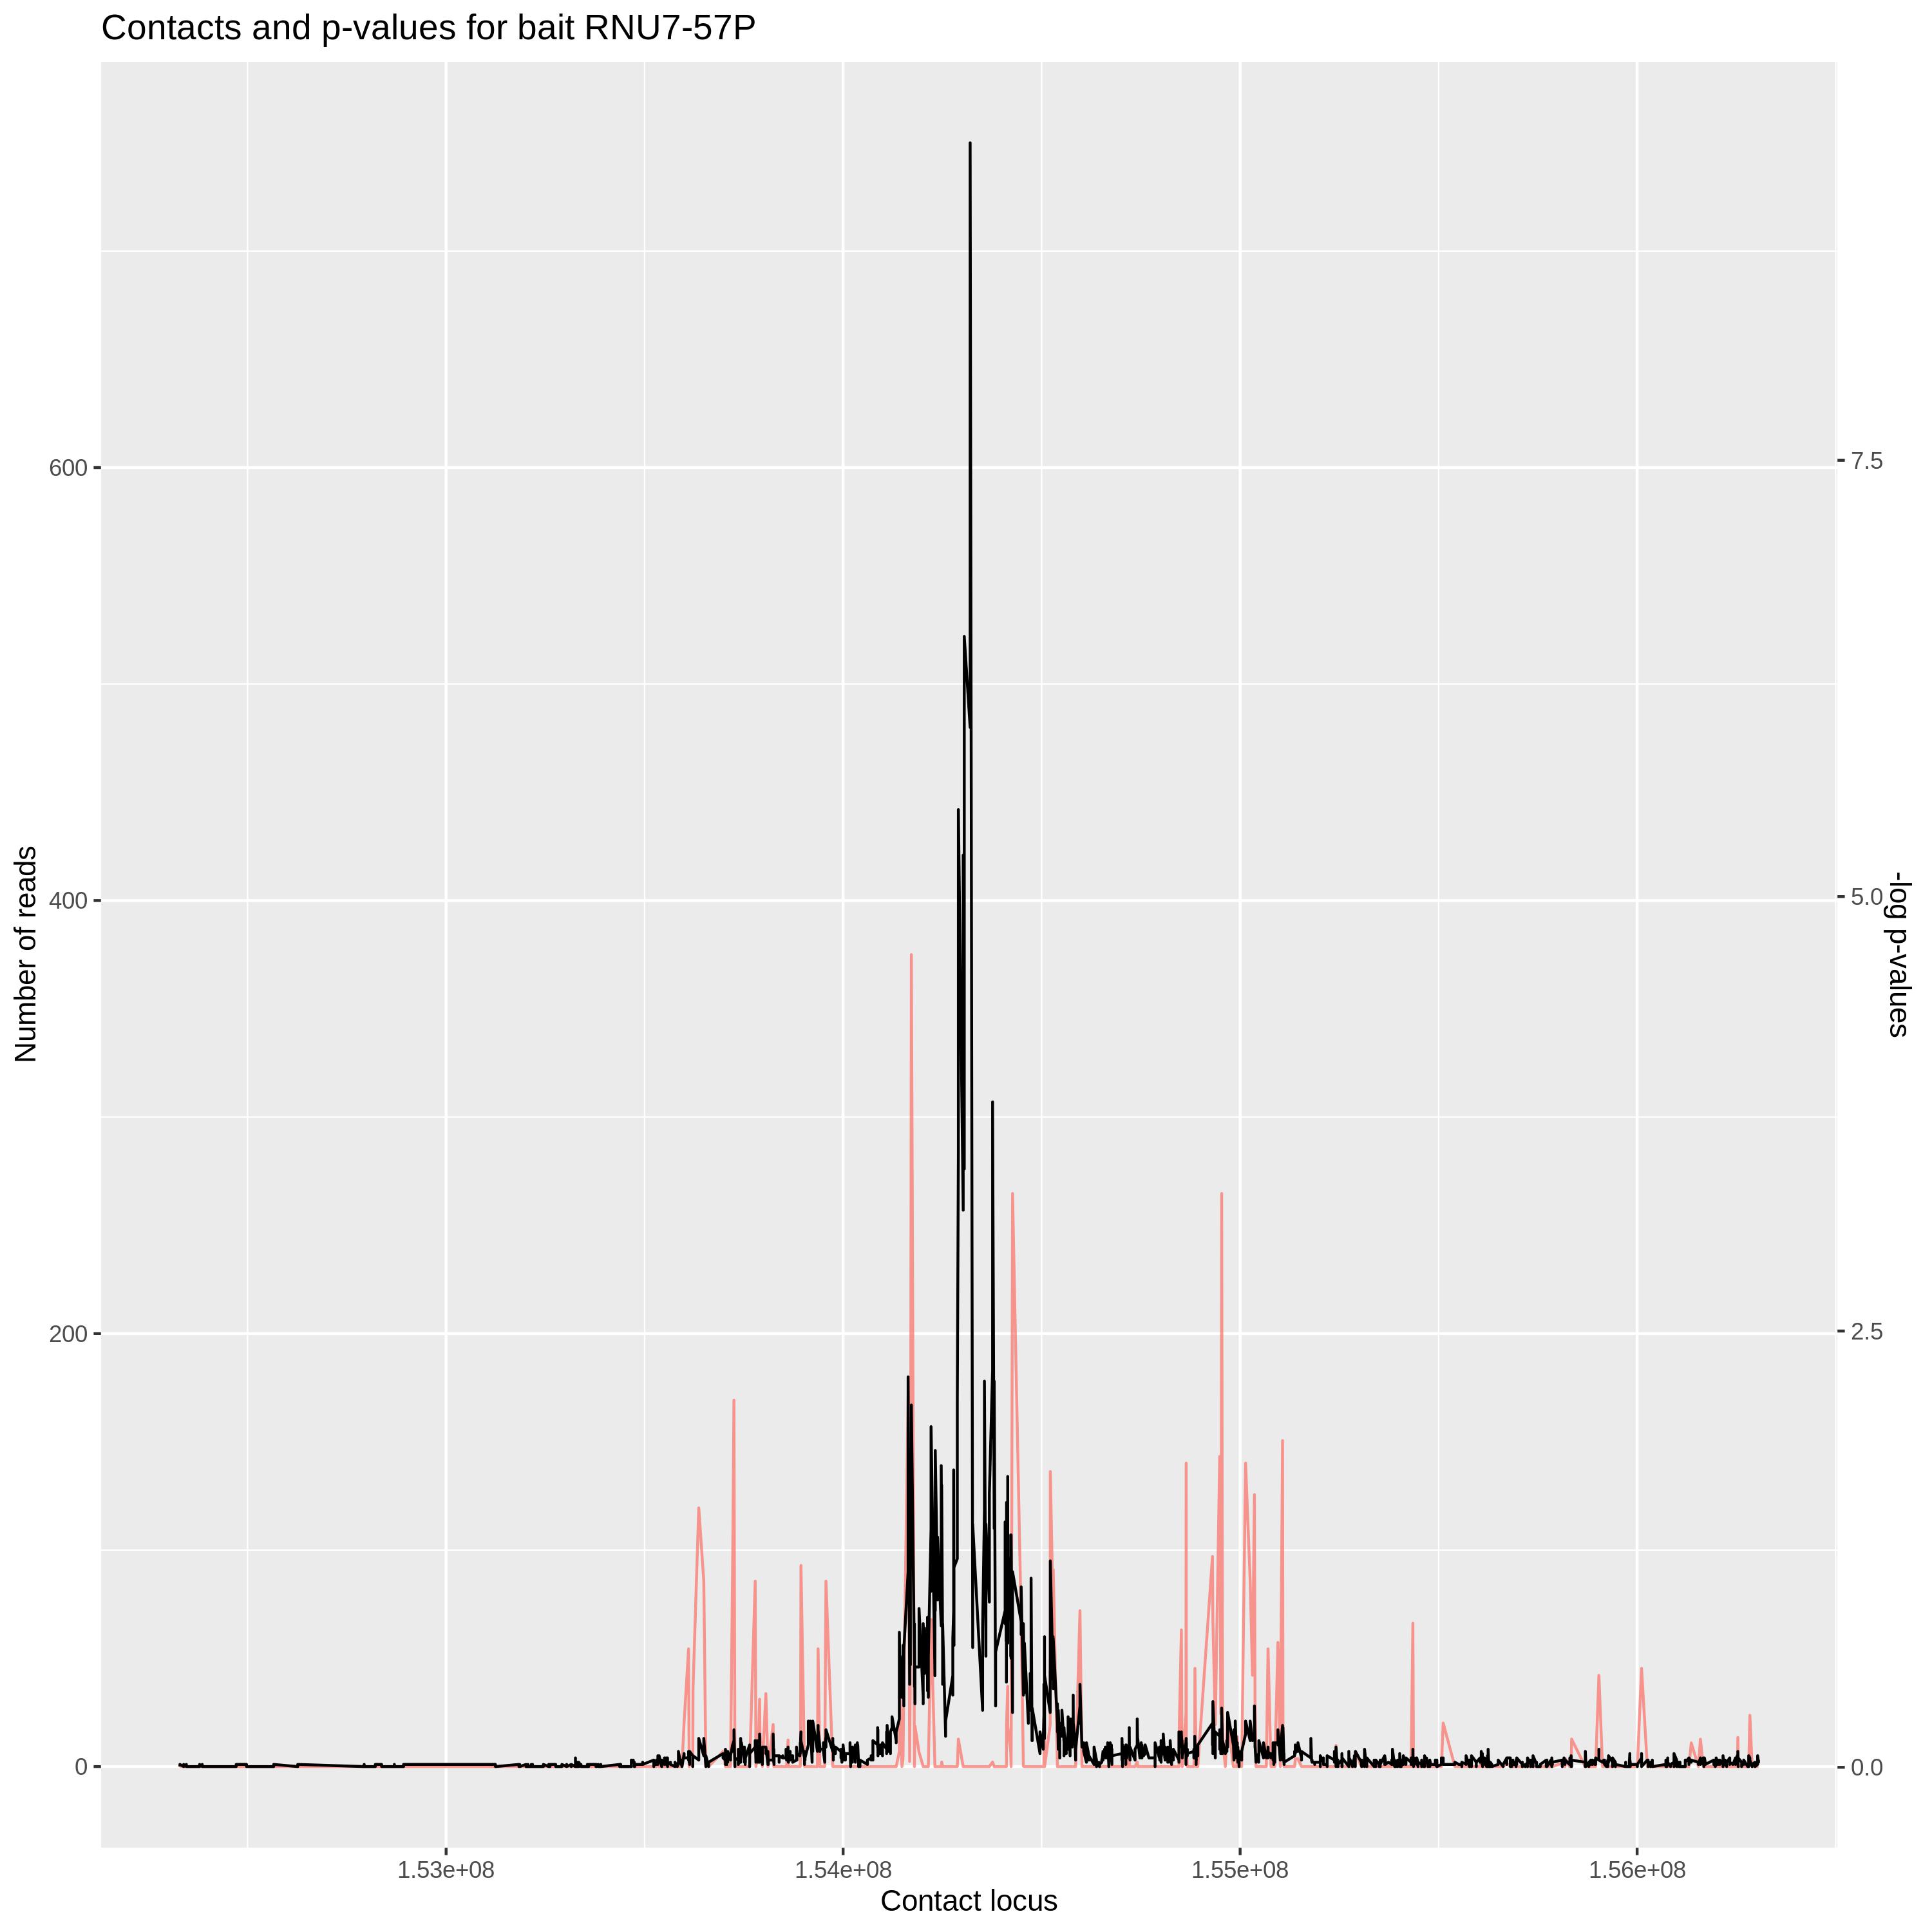 Contacts and p-values for bait RNU7-57P
Number of reads
600
400
200
0
7.5
5.0
2.5
0.0
-log p-values
1.53e+08
1.54e+08
1.55e+08
1.56e+08
Contact locus